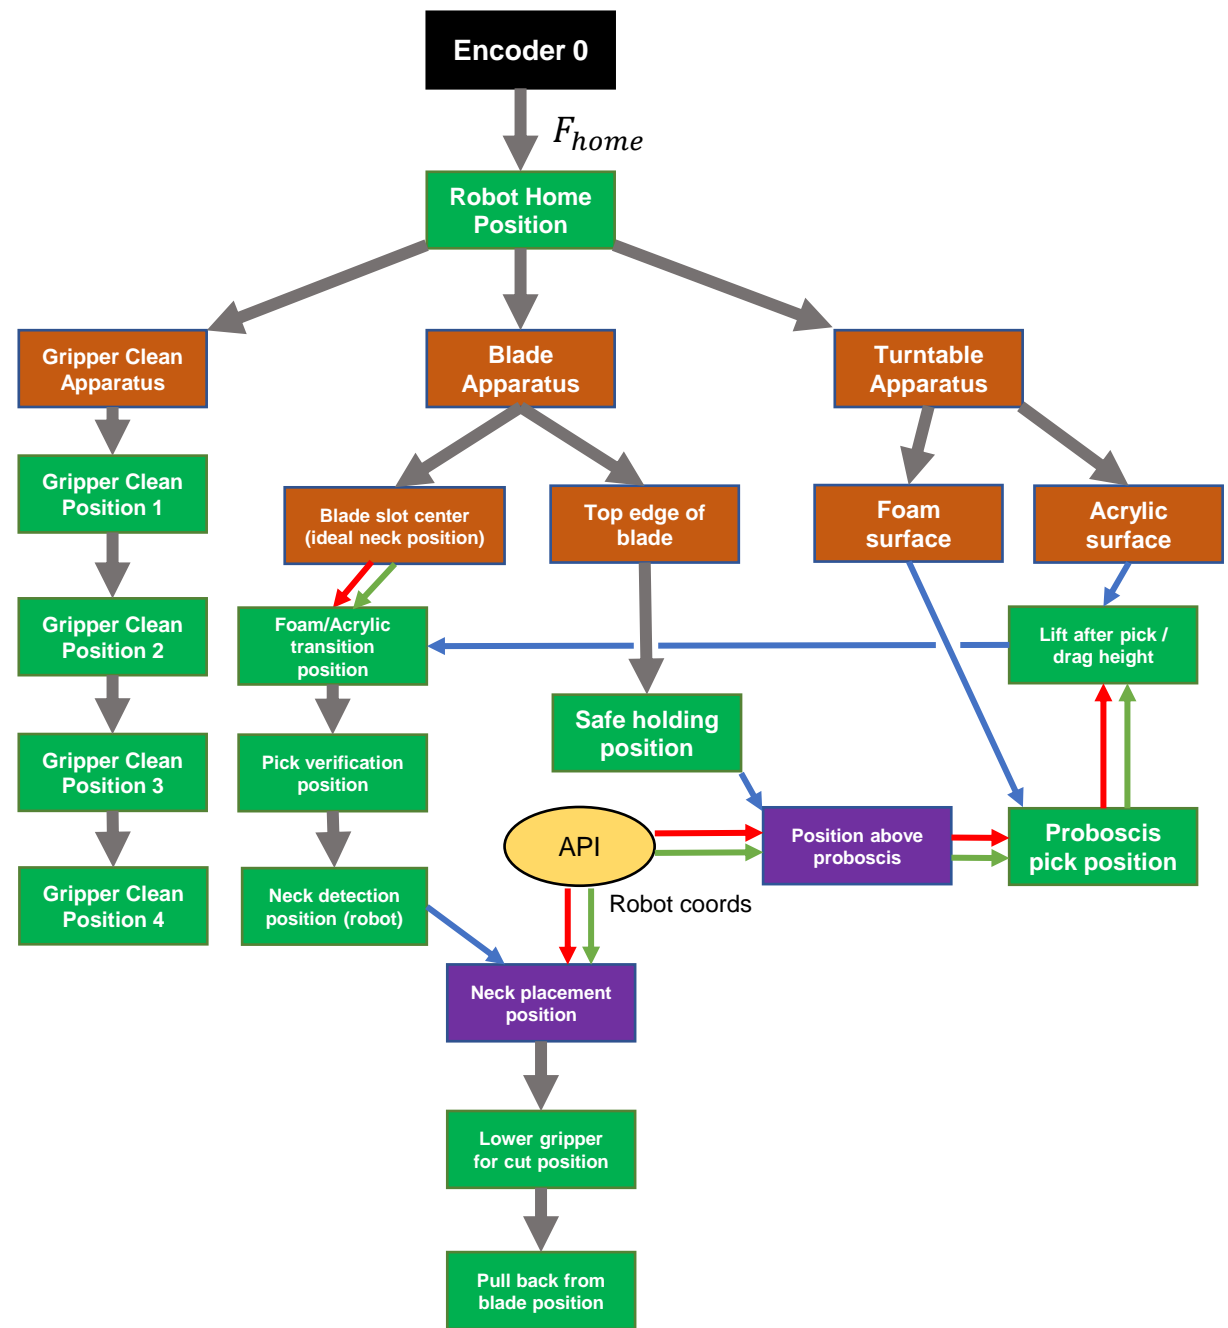 Encoder 0
F_home
Robot Home
Position
Gripper Clean
Apparatus
Blade
Apparatus
Turntable
Apparatus
Gripper Clean
Position 1
Blade slot center
(ideal neck position)
Top edge of
blade
Foam
surface
Acrylic
surface
Gripper Clean
Position 2
Foam/Acrylic
transition
position
Lift after pick /
drag height
Safe holding
position
Gripper Clean
Position 3
Pick verification
position
API
Position above
proboscis
Proboscis
pick position
Gripper Clean
Position 4
Neck detection
position (robot)
Robot coords
Neck placement
position
Lower gripper
for cut position
Pull back from
blade position